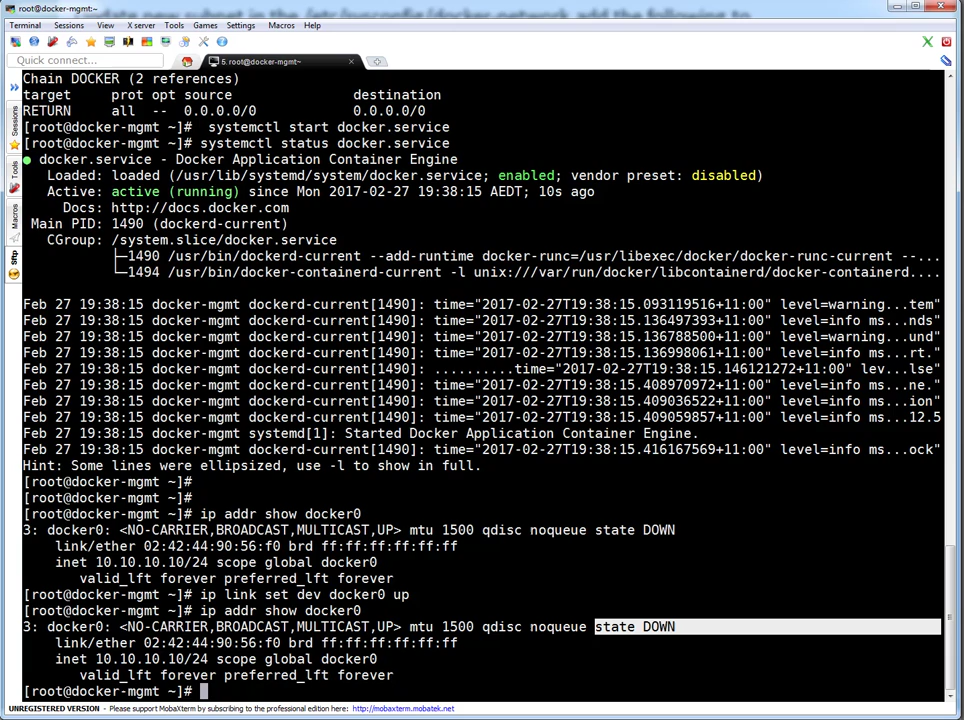 root@docker-mgmt:~
Terminal Sessions View X server Tools Games Settings Macros Help
Quick connect...
5. root@docker-mgmt~
Sessions
Tools
Macros
Sftp
Chain DOCKER (2 references)
target     prot opt source               destination
RETURN     all  --  0.0.0.0/0            0.0.0.0/0
[root@docker-mgmt ~]#  systemctl start docker.service
[root@docker-mgmt ~]# systemctl status docker.service
● docker.service - Docker Application Container Engine
   Loaded: loaded (/usr/lib/systemd/system/docker.service; enabled; vendor preset: disabled)
   Active: active (running) since Mon 2017-02-27 19:38:15 AEDT; 10s ago
     Docs: http://docs.docker.com
 Main PID: 1490 (dockerd-current)
   CGroup: /system.slice/docker.service
           ├─1490 /usr/bin/dockerd-current --add-runtime docker-runc=/usr/libexec/docker/docker-runc-current --...
           └─1494 /usr/bin/docker-containerd-current -l unix:///var/run/docker/libcontainerd/docker-containerd....
Feb 27 19:38:15 docker-mgmt dockerd-current[1490]: time="2017-02-27T19:38:15.093119516+11:00" level=warning...tem"
Feb 27 19:38:15 docker-mgmt dockerd-current[1490]: time="2017-02-27T19:38:15.136497393+11:00" level=info ms...nds"
Feb 27 19:38:15 docker-mgmt dockerd-current[1490]: time="2017-02-27T19:38:15.136788500+11:00" level=warning...und"
Feb 27 19:38:15 docker-mgmt dockerd-current[1490]: time="2017-02-27T19:38:15.136998061+11:00" level=info ms...rt."
Feb 27 19:38:15 docker-mgmt dockerd-current[1490]: ..........time="2017-02-27T19:38:15.146121272+11:00" lev...lse"
Feb 27 19:38:15 docker-mgmt dockerd-current[1490]: time="2017-02-27T19:38:15.408970972+11:00" level=info ms...ne."
Feb 27 19:38:15 docker-mgmt dockerd-current[1490]: time="2017-02-27T19:38:15.409036522+11:00" level=info ms...ion"
Feb 27 19:38:15 docker-mgmt dockerd-current[1490]: time="2017-02-27T19:38:15.409059857+11:00" level=info ms...12.5
Feb 27 19:38:15 docker-mgmt systemd[1]: Started Docker Application Container Engine.
Feb 27 19:38:15 docker-mgmt dockerd-current[1490]: time="2017-02-27T19:38:15.416167569+11:00" level=info ms...ock"
Hint: Some lines were ellipsized, use -l to show in full.
[root@docker-mgmt ~]#
[root@docker-mgmt ~]#
[root@docker-mgmt ~]# ip addr show docker0
3: docker0: <NO-CARRIER,BROADCAST,MULTICAST,UP> mtu 1500 qdisc noqueue state DOWN
    link/ether 02:42:44:90:56:f0 brd ff:ff:ff:ff:ff:ff
    inet 10.10.10.10/24 scope global docker0
       valid_lft forever preferred_lft forever
[root@docker-mgmt ~]# ip link set dev docker0 up
[root@docker-mgmt ~]# ip addr show docker0
3: docker0: <NO-CARRIER,BROADCAST,MULTICAST,UP> mtu 1500 qdisc noqueue state DOWN
    link/ether 02:42:44:90:56:f0 brd ff:ff:ff:ff:ff:ff
    inet 10.10.10.10/24 scope global docker0
       valid_lft forever preferred_lft forever
[root@docker-mgmt ~]#
UNREGISTERED VERSION - Please support MobaXterm by subscribing to the professional edition here: http://mobaxterm.mobatek.net